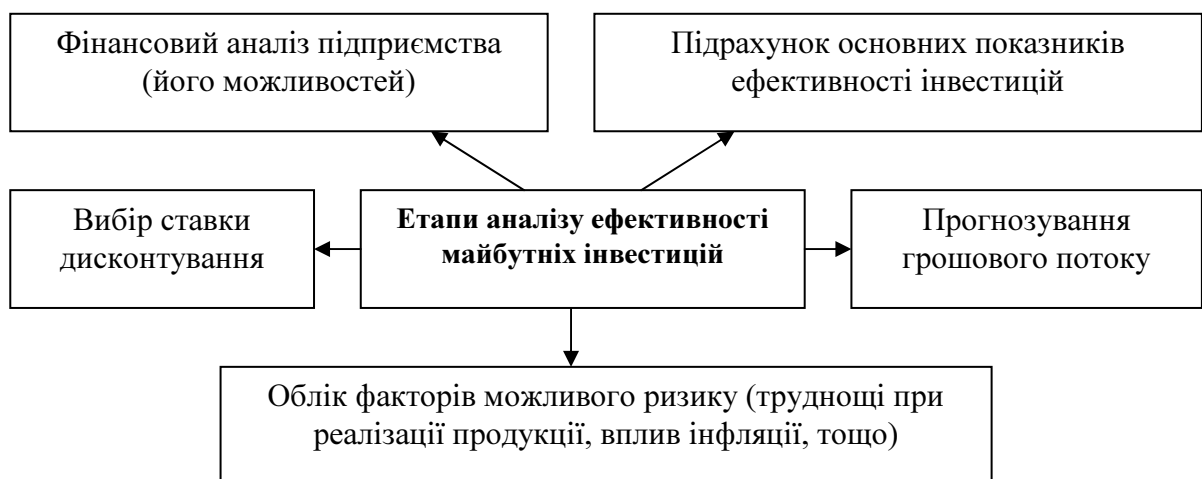 Фінансовий аналіз підприємства
(його можливостей)
Підрахунок основних показників
ефективності інвестицій
Вибір ставки
дисконтування
Етапи аналізу ефективності
майбутніх інвестицій
Прогнозування
грошового потоку
Облік факторів можливого ризику (труднощі при
реалізації продукції, вплив інфляції, тощо)